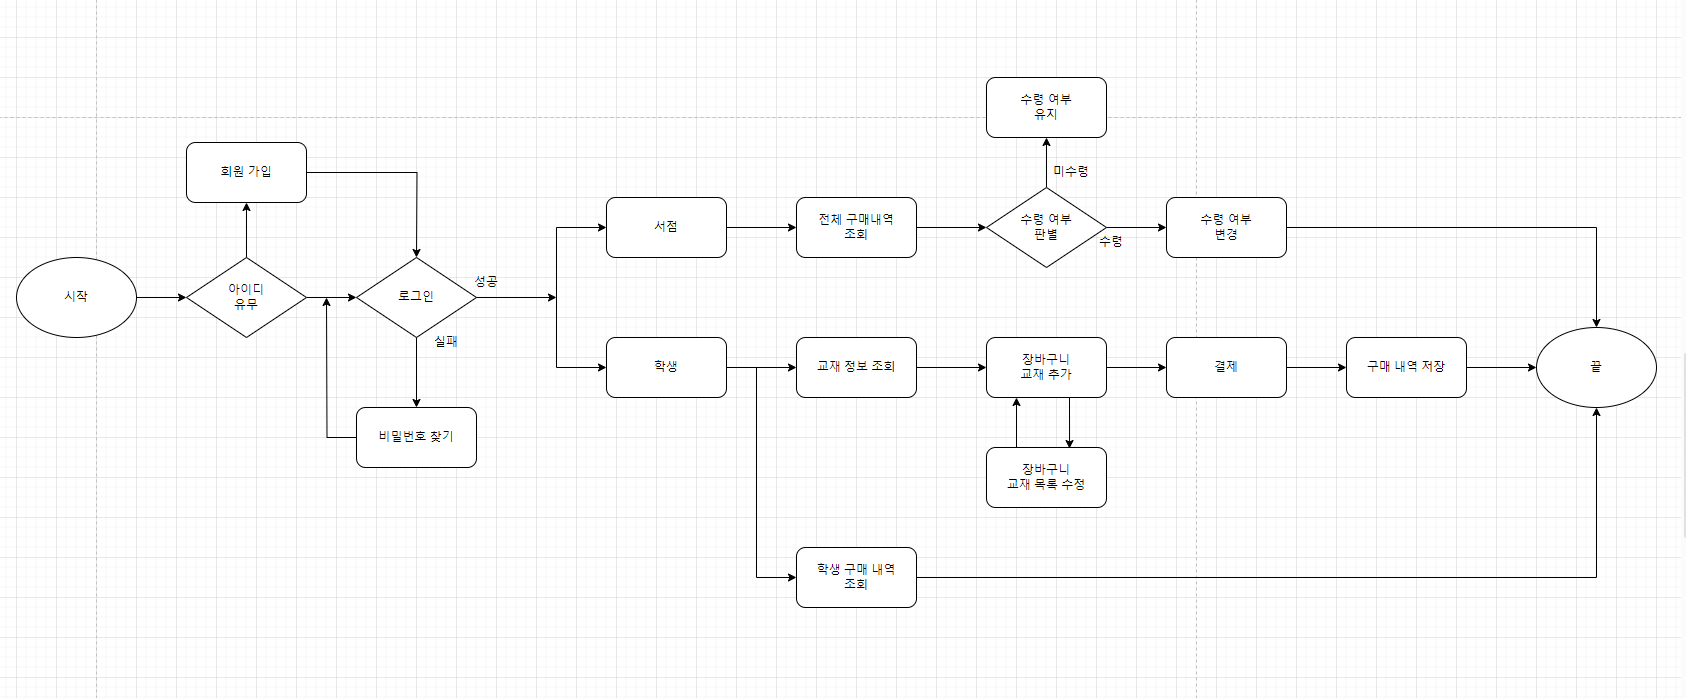 시작
아이디
유무
회원 가입
로그인
성공
실패
비밀번호 찾기
서점
전체 구매내역
조회
수령 여부
판별
미수령
수령 여부
유지
수령
수령 여부
변경
학생
교재 정보 조회
장바구니
교재 추가
장바구니
교재 목록 수정
결제
구매 내역 저장
끝
학생 구매 내역
조회